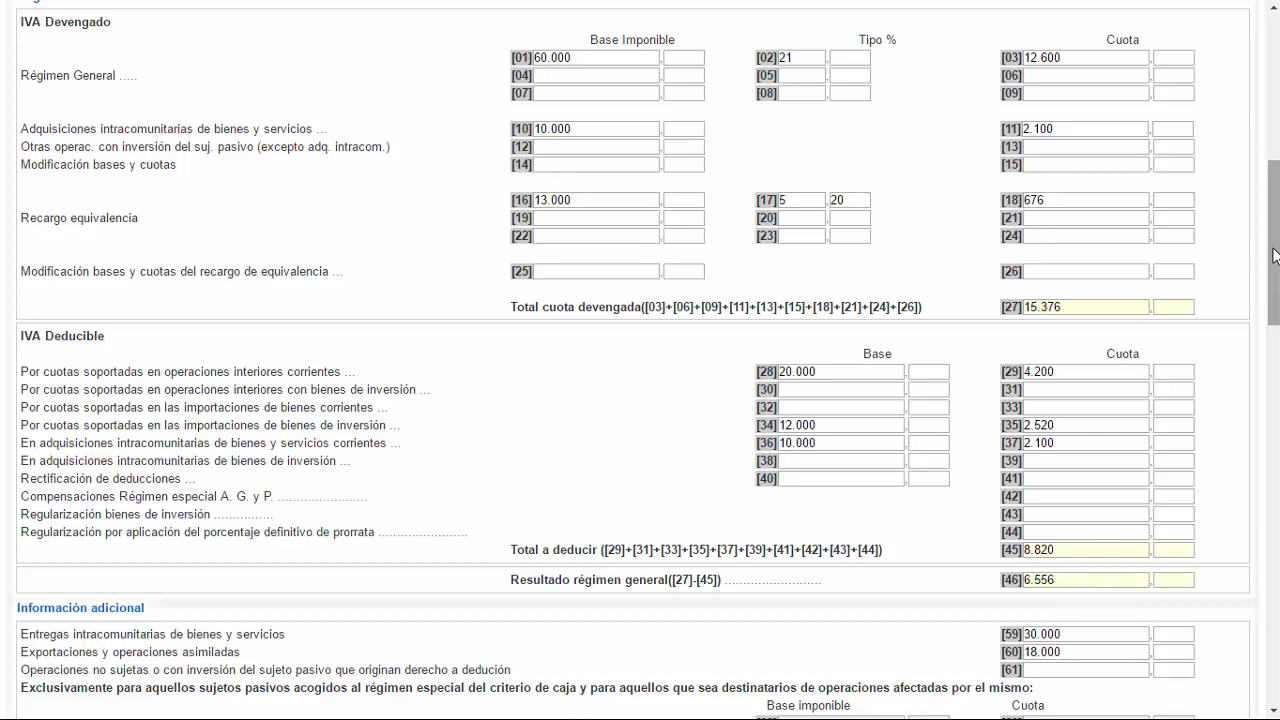 IVA Devengado
Base Imponible Tipo % Cuota
[01] 60.000 , [02] 21 , [03] 12.600 ,
Régimen General ..... [04] , [05] , [06] ,
[07] , [08] , [09] ,
Adquisiciones intracomunitarias de bienes y servicios ... [10] 10.000 , [11] 2.100 ,
Otras operac. con inversión del suj. pasivo (excepto adq. intracom.) [12] , [13] ,
Modificación bases y cuotas [14] , [15] ,
[16] 13.000 , [17] 5 , 20 [18] 676 ,
Recargo equivalencia [19] , [20] , [21] ,
[22] , [23] , [24] ,
Modificación bases y cuotas del recargo de equivalencia ... [25] , [26] ,
Total cuota devengada([03]+[06]+[09]+[11]+[13]+[15]+[18]+[21]+[24]+[26]) [27] 15.376 ,
IVA Deducible
Base Cuota
Por cuotas soportadas en operaciones interiores corrientes ... [28] 20.000 , [29] 4.200 ,
Por cuotas soportadas en operaciones interiores con bienes de inversión ... [30] , [31] ,
Por cuotas soportadas en las importaciones de bienes corrientes ... [32] , [33] ,
Por cuotas soportadas en las importaciones de bienes de inversión ... [34] 12.000 , [35] 2.520 ,
En adquisiciones intracomunitarias de bienes y servicios corrientes ... [36] 10.000 , [37] 2.100 ,
En adquisiciones intracomunitarias de bienes de inversión ... [38] , [39] ,
Rectificación de deducciones ... [40] , [41] ,
Compensaciones Régimen especial A. G. y P. ........................ [42] ,
Regularización bienes de inversión ................ [43] ,
Regularización por aplicación del porcentaje definitivo de prorrata ........................ [44] ,
Total a deducir ([29]+[31]+[33]+[35]+[37]+[39]+[41]+[42]+[43]+[44]) [45] 8.820 ,
Resultado régimen general([27]-[45]) .......................... [46] 6.556 ,
Información adicional
Entregas intracomunitarias de bienes y servicios [59] 30.000 ,
Exportaciones y operaciones asimiladas [60] 18.000 ,
Operaciones no sujetas o con inversión del sujeto pasivo que originan derecho a dedución [61] ,
Exclusivamente para aquellos sujetos pasivos acogidos al régimen especial del criterio de caja y para aquellos que sea destinatarios de operaciones afectadas por el mismo:
Base imponible Cuota